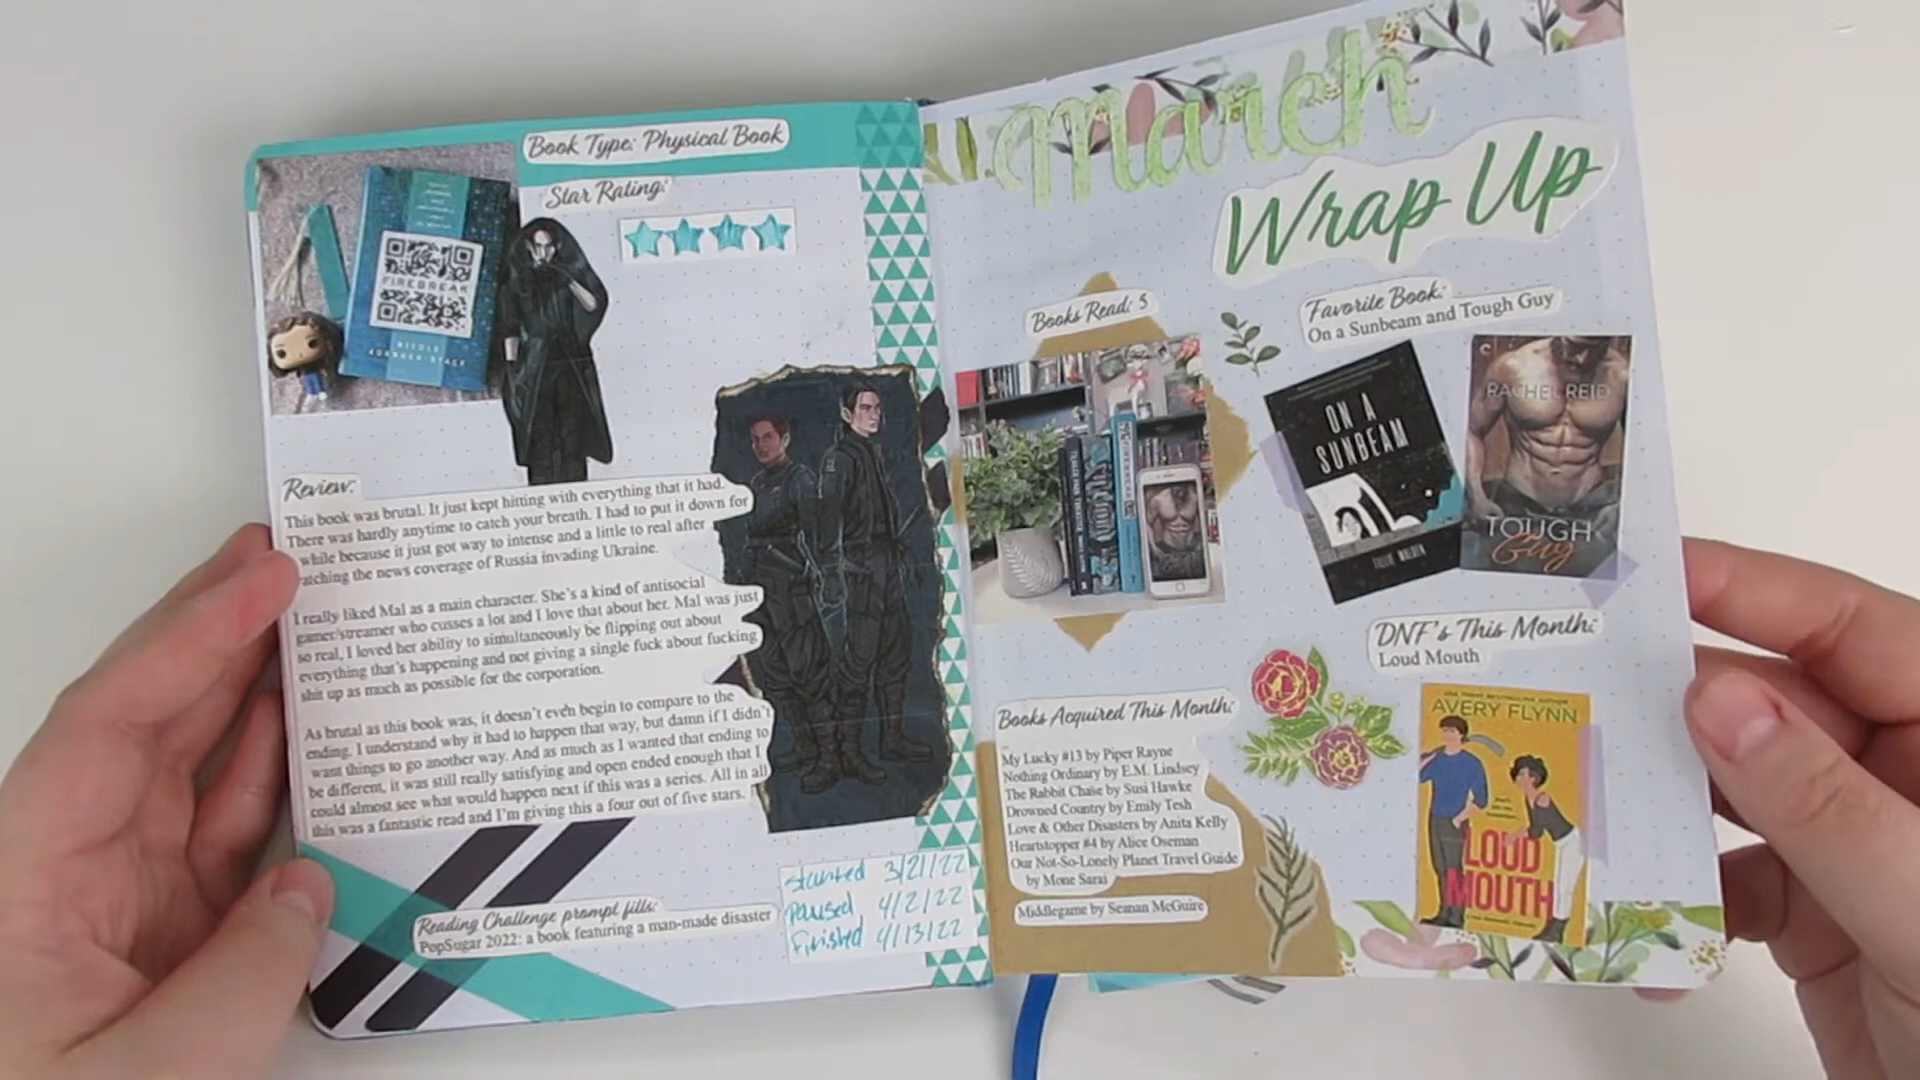 Book Type: Physical Book
Star Rating:
FIREBREAK
NICOLE
KORNHER-STACE
Review:
This book was brutal. It just kept hitting with everything that it had.
There was hardly anytime to catch your breath. I had to put it down for
while because it just got way to intense and a little to real after
atching the news coverage of Russia invading Ukraine.
I really liked Mal as a main character. She's a kind of antisocial
gamer/streamer who cusses a lot and I love that about her. Mal was just
so real, I loved her ability to simultaneously be flipping out about
everything that's happening and not giving a single fuck about fucking
shit up as much as possible for the corporation.
As brutal as this book was, it doesn't even begin to compare to the
ending. I understand why it had to happen that way, but damn if I didn't
want things to go another way. And as much as I wanted that ending to
be different, it was still really satisfying and open ended enough that I
could almost see what would happen next if this was a series. All in all
this was a fantastic read and I'm giving this a four out of five stars.
Reading Challenge prompt fills:
PopSugar 2022: a book featuring a man-made disaster
started 3/21/22
paused 4/2/22
finished 4/13/22
March
Wrap Up
Books Read: 5
Favorite Book:
On a Sunbeam and Tough Guy
ON A
SUNBEAM
TILLIE WALDEN
RACHEL REID
TOUGH
Guy
DNF's This Month:
Loud Mouth
AVERY FLYNN
LOUD
MOUTH
Books Acquired This Month:
My Lucky #13 by Piper Rayne
Nothing Ordinary by E.M. Lindsey
The Rabbit Chase by Susi Hawke
Drowned Country by Emily Tesh
Love & Other Disasters by Anita Kelly
Heartstopper #4 by Alice Oseman
Our Not-So-Lonely Planet Travel Guide
by Mone Sarai
Middlegame by Seanan McGuire